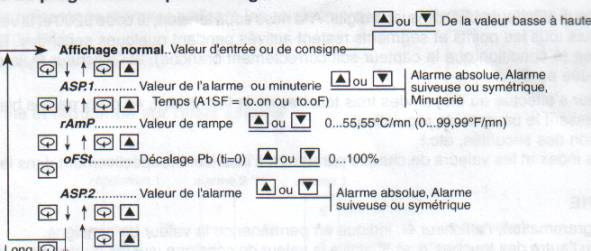 ▲ ou ▼ De la valeur basse à haute
Affichage normal..Valeur d'entrée ou de consigne
ASP.1............ Valeur de l'alarme ou minuterie ▲ ou ▼ Alarme absolue, Alarme suiveuse ou symétrique, Minuterie
Temps (A1SF = to.on ou to.oF)
rAmP............ Valeur de rampe ▲ ou ▼ 0...55,55°C/mn (0...99,99°F/mn)
oFSt............. Décalage Pb (ti=0) ▲ ou ▼ 0...100%
ASP.2............ Valeur de l'alarme ▲ ou ▼ Alarme absolue, Alarme suiveuse ou symétrique
Long